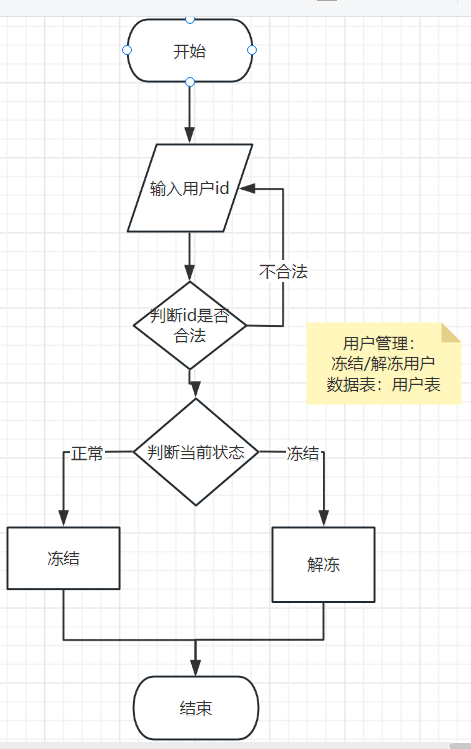 开始
输入用户id
不合法
判断id是否
合法
用户管理：
冻结/解冻用户
数据表：用户表
正常
判断当前状态
冻结
冻结
解冻
结束